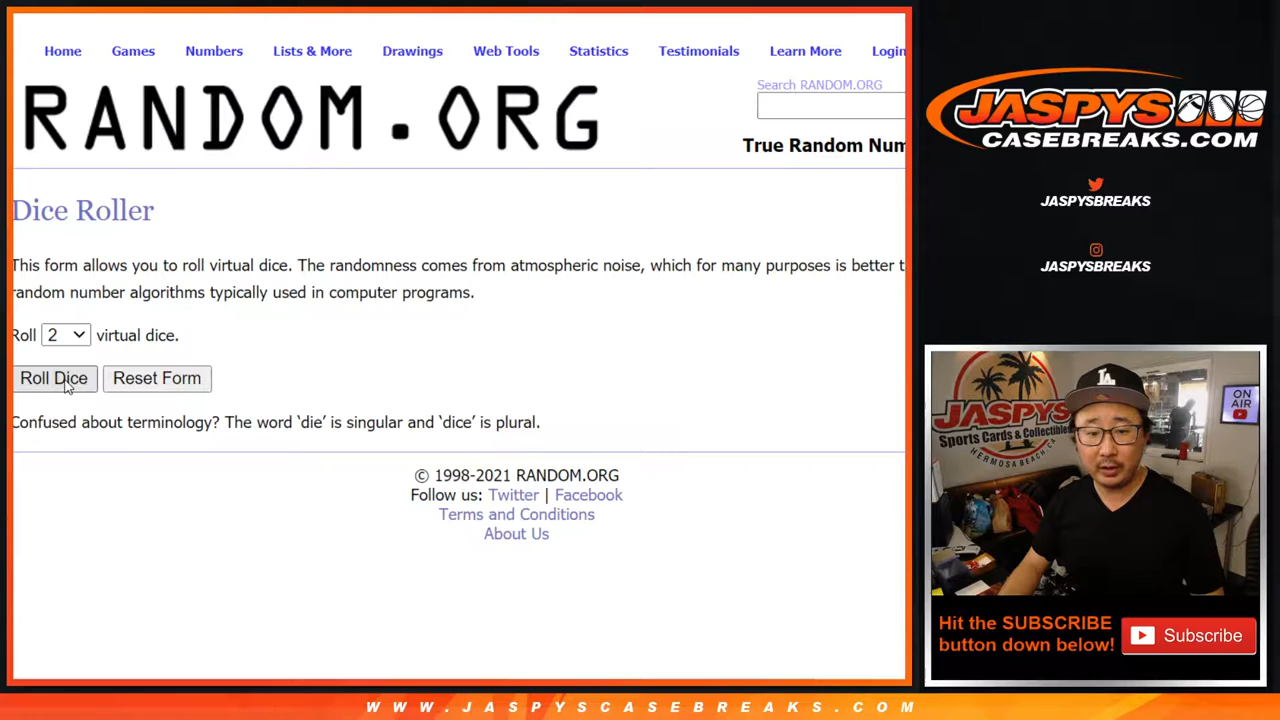 Home Games Numbers Lists & More Drawings Web Tools Statistics Testimonials Learn More Login
RANDOM.ORG
Search RANDOM.ORG
True Random Num
Dice Roller
This form allows you to roll virtual dice. The randomness comes from atmospheric noise, which for many purposes is better t
random number algorithms typically used in computer programs.
Roll 2 virtual dice.
Roll Dice Reset Form
Confused about terminology? The word ‘die’ is singular and ‘dice’ is plural.
© 1998-2021 RANDOM.ORG
Follow us: Twitter | Facebook
Terms and Conditions
About Us
JASPYS
CASEBREAKS.COM
JASPYSBREAKS
JASPYSBREAKS
JASPYS
Sports Cards & Collectibles
HERMOSA BEACH, CA
LA
ON
AIR
Hit the SUBSCRIBE
button down below!
Subscribe
WWW.JASPYSCASEBREAKS.COM